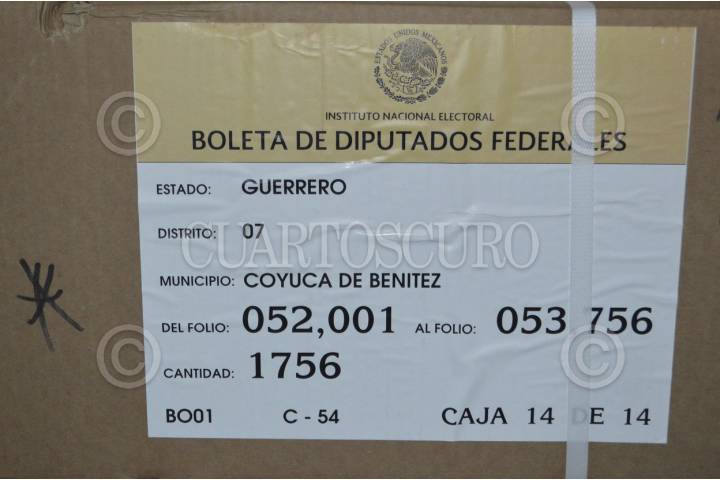 ESTADOS UNIDOS MEXICANOS
INSTITUTO NACIONAL ELECTORAL
BOLETA DE DIPUTADOS FEDERALES
ESTADO: GUERRERO
DISTRITO: 07
CUARTOSCURO
MUNICIPIO: COYUCA DE BENITEZ
DEL FOLIO: 052,001 AL FOLIO: 053 756
CANTIDAD: 1756
BO01 C - 54 CAJA 14 DE 14